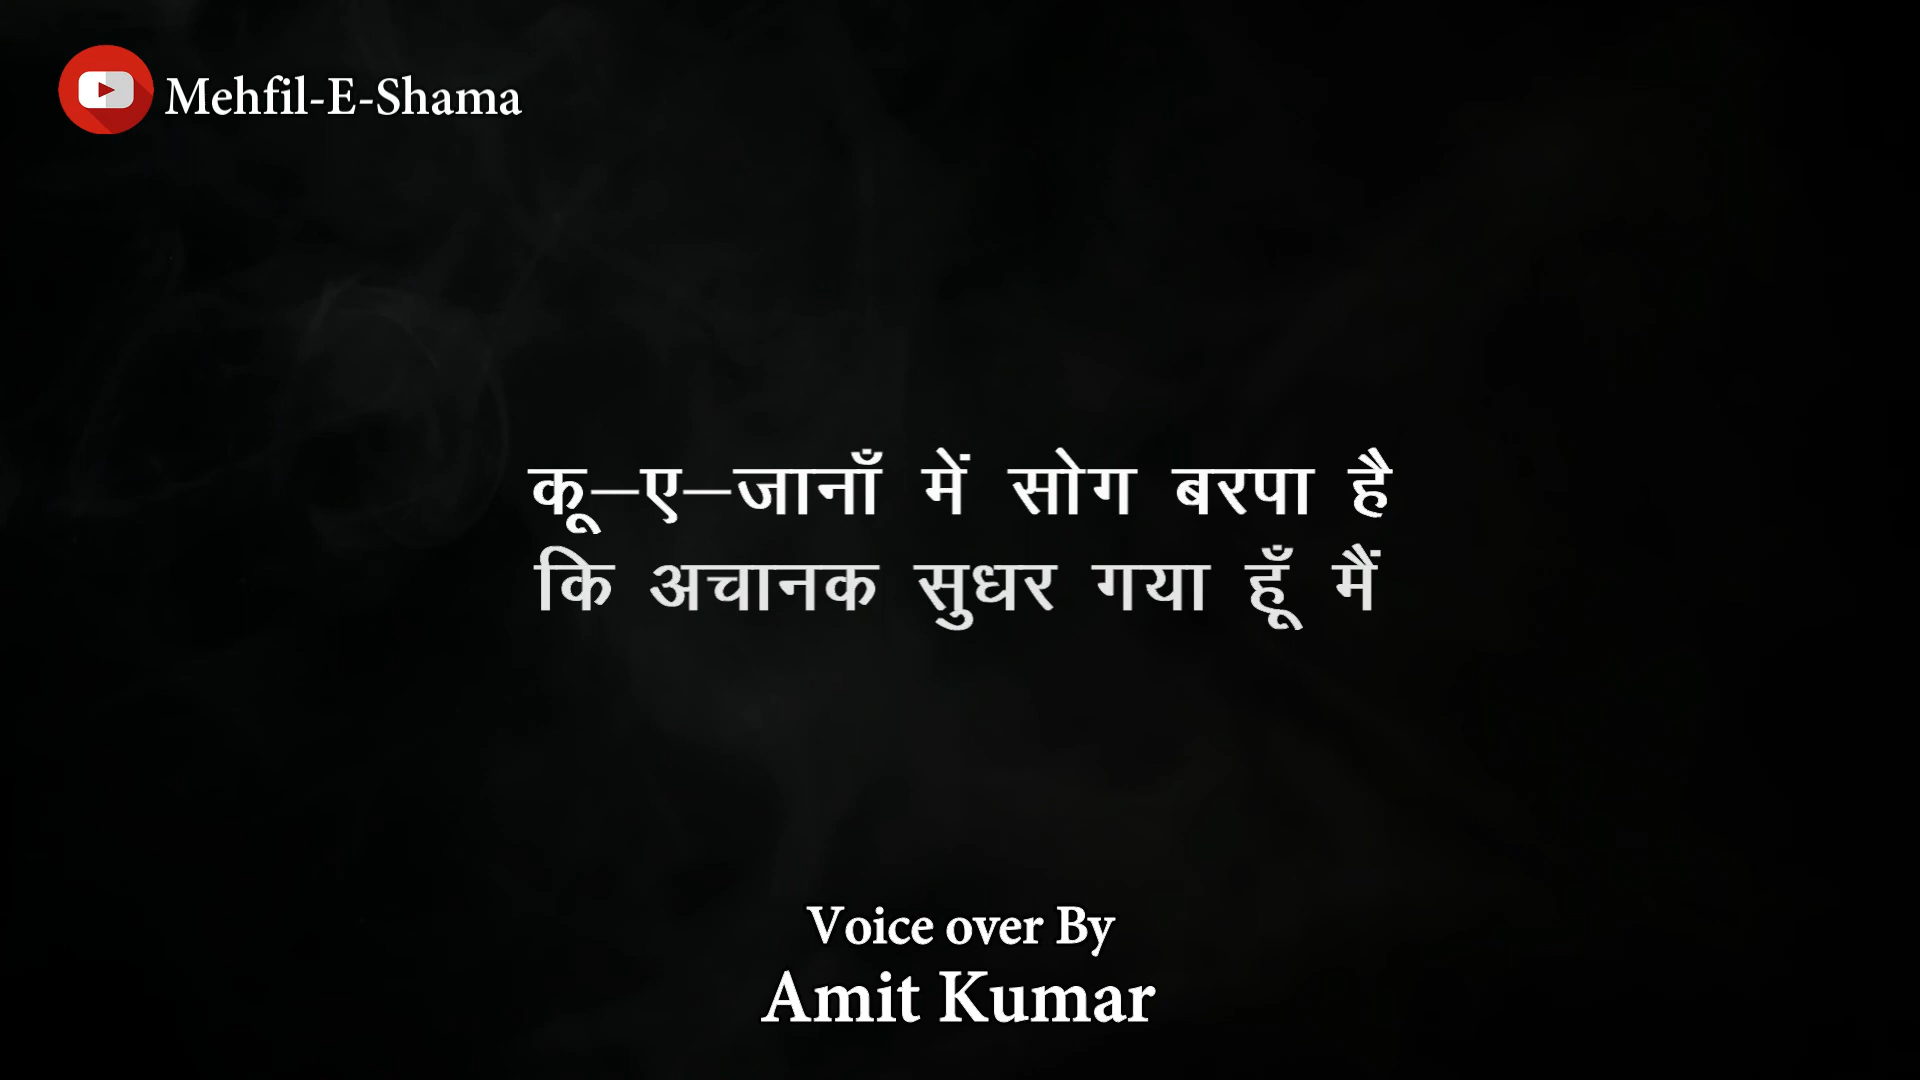 Mehfil-E-Shama
कू–ए–जानाँ में सोग बरपा है
कि अचानक सुधर गया हूँ मैं
Voice over By
Amit Kumar